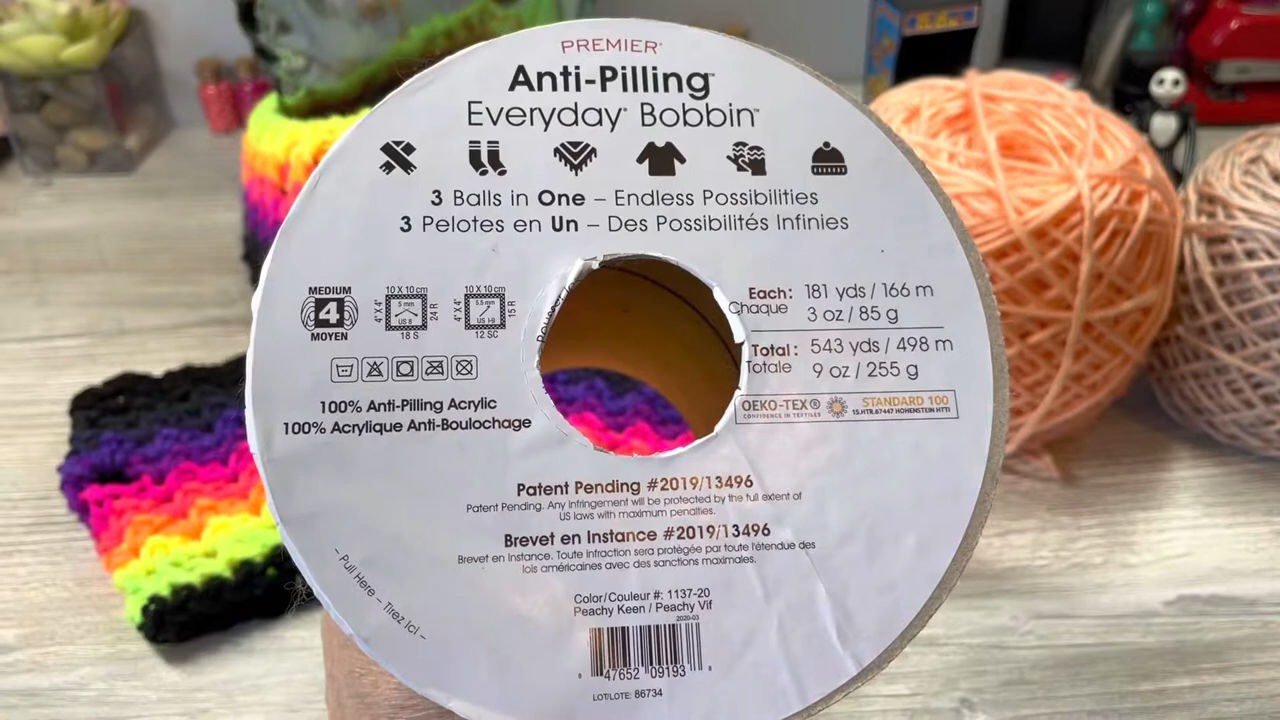 PREMIER®
Anti-Pilling™
Everyday® Bobbin™
3 Balls in One – Endless Possibilities
3 Pelotes en Un – Des Possibilités Infinies
MEDIUM
4
MOYEN
10 X 10 cm
4"X 4"
5 mm
US 8
24 R
18 S
10 X 10 cm
4"X 4"
5.5 mm
US I-9
15 R
12 SC
Each: 181 yds / 166 m
Chaque 3 oz / 85 g
Total: 543 yds / 498 m
Totale 9 oz / 255 g
OEKO-TEX®
CONFIDENCE IN TEXTILES
STANDARD 100
15.HTR.67447 HOHENSTEIN HTTI
100% Anti-Pilling Acrylic
100% Acrylique Anti-Boulochage
Patent Pending #2019/13496
Patent Pending. Any infringement will be protected by the full extent of
US laws with maximum penalties.
Brevet en Instance #2019/13496
Brevet en Instance. Toute infraction sera protégée par toute l'étendue des
lois américaines avec des sanctions maximales.
– Pull Here – Tirez Ici –
Color/Couleur #: 1137-20
Peachy Keen / Peachy Vif
2020-03
8 47652 09193 8
LOT/LOTE: 86734